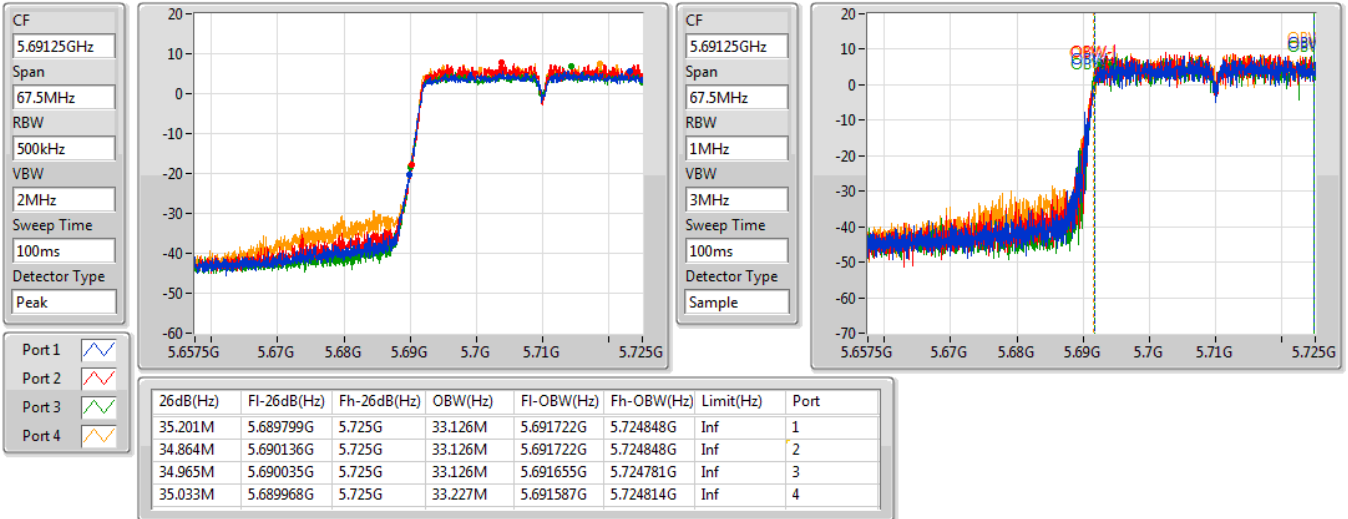 CF
5.69125GHz
Span
67.5MHz
RBW
500kHz
VBW
2MHz
Sweep Time
100ms
Detector Type
Peak
20
10
0
-10
-20
-30
-40
-50
-60
5.6575G 5.67G 5.68G 5.69G 5.7G 5.71G 5.725G
CF
5.69125GHz
Span
67.5MHz
RBW
1MHz
VBW
3MHz
Sweep Time
100ms
Detector Type
Sample
20
10
0
-10
-20
-30
-40
-50
-60
-70
OBW-l
OBW
5.6575G 5.67G 5.68G 5.69G 5.7G 5.71G 5.725G
Port 1
Port 2
Port 3
Port 4
26dB(Hz) Fl-26dB(Hz) Fh-26dB(Hz) OBW(Hz) Fl-OBW(Hz) Fh-OBW(Hz) Limit(Hz) Port
35.201M 5.689799G 5.725G 33.126M 5.691722G 5.724848G Inf 1
34.864M 5.690136G 5.725G 33.126M 5.691722G 5.724848G Inf 2
34.965M 5.690035G 5.725G 33.126M 5.691655G 5.724781G Inf 3
35.033M 5.689968G 5.725G 33.227M 5.691587G 5.724814G Inf 4